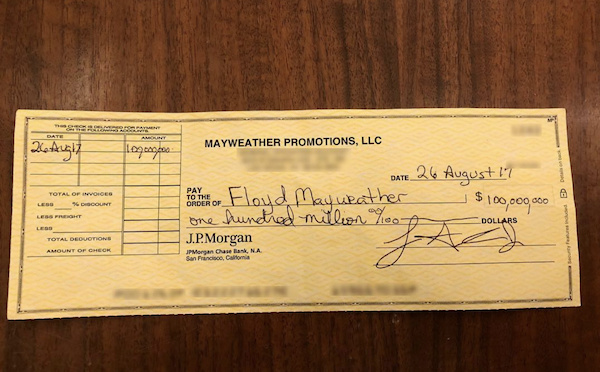 THIS CHECK IS DELIVERED FOR PAYMENT
ON THE FOLLOWING ACCOUNTS.
DATE AMOUNT
26 Aug 17 100,000,000
TOTAL OF INVOICES
LESS % DISCOUNT
LESS FREIGHT
LESS
TOTAL DEDUCTIONS
AMOUNT OF CHECK
MAYWEATHER PROMOTIONS, LLC
DATE 26 August 17
PAY
TO THE
ORDER OF Floyd Mayweather $ 100,000,000
one hundred million 00/100 DOLLARS
J.P.Morgan
JPMorgan Chase Bank, N.A.
San Francisco, California